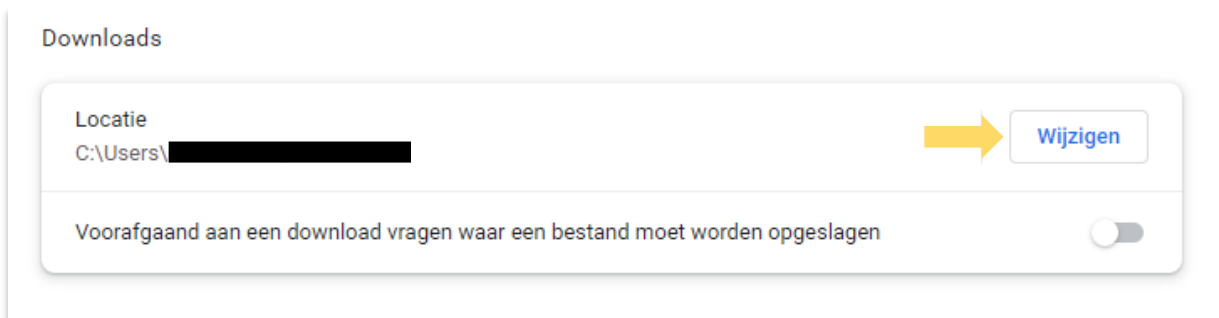 Downloads
Locatie
C:\Users\
Wijzigen
Voorafgaand aan een download vragen waar een bestand moet worden opgeslagen